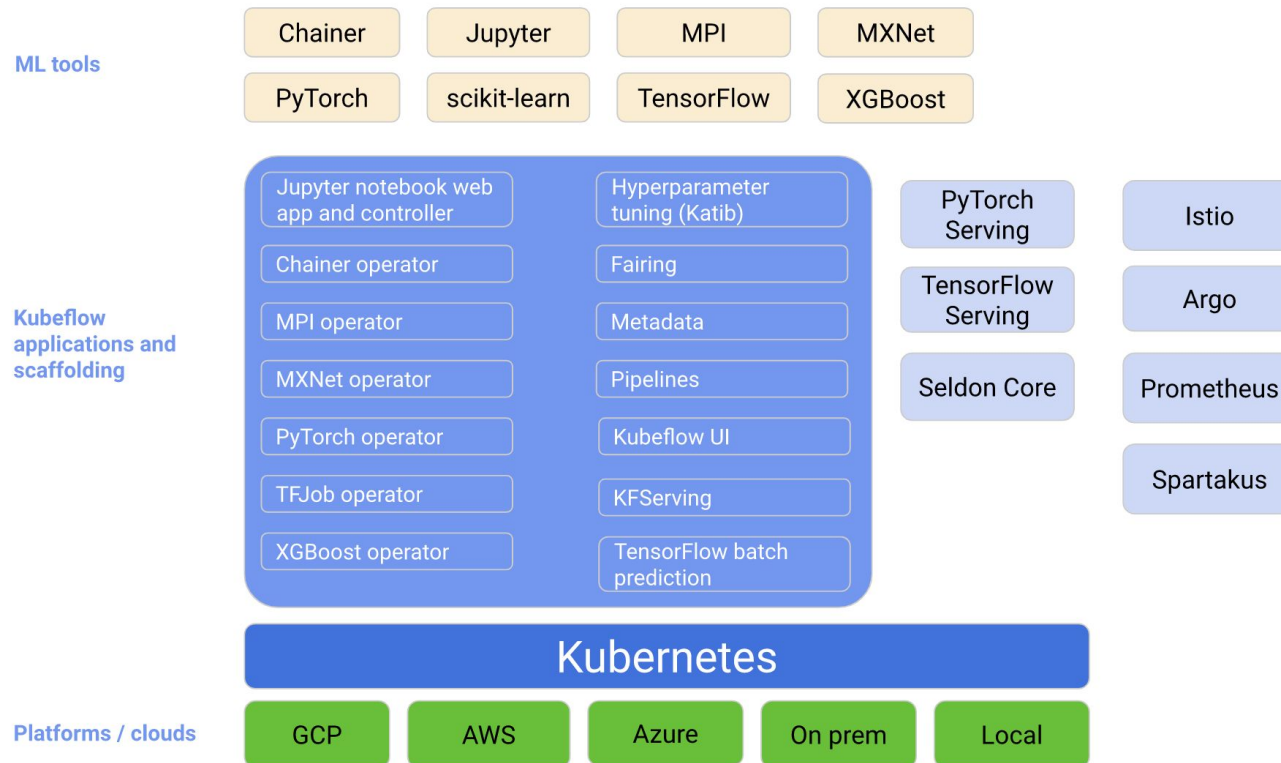 ML tools
Chainer
Jupyter
MPI
MXNet
PyTorch
scikit-learn
TensorFlow
XGBoost
Kubeflow
applications and
scaffolding
Jupyter notebook web
app and controller
Chainer operator
MPI operator
MXNet operator
PyTorch operator
TFJob operator
XGBoost operator
Hyperparameter
tuning (Katib)
Fairing
Metadata
Pipelines
Kubeflow UI
KFServing
TensorFlow batch
prediction
PyTorch
Serving
TensorFlow
Serving
Seldon Core
Istio
Argo
Prometheus
Spartakus
Kubernetes
Platforms / clouds
GCP
AWS
Azure
On prem
Local